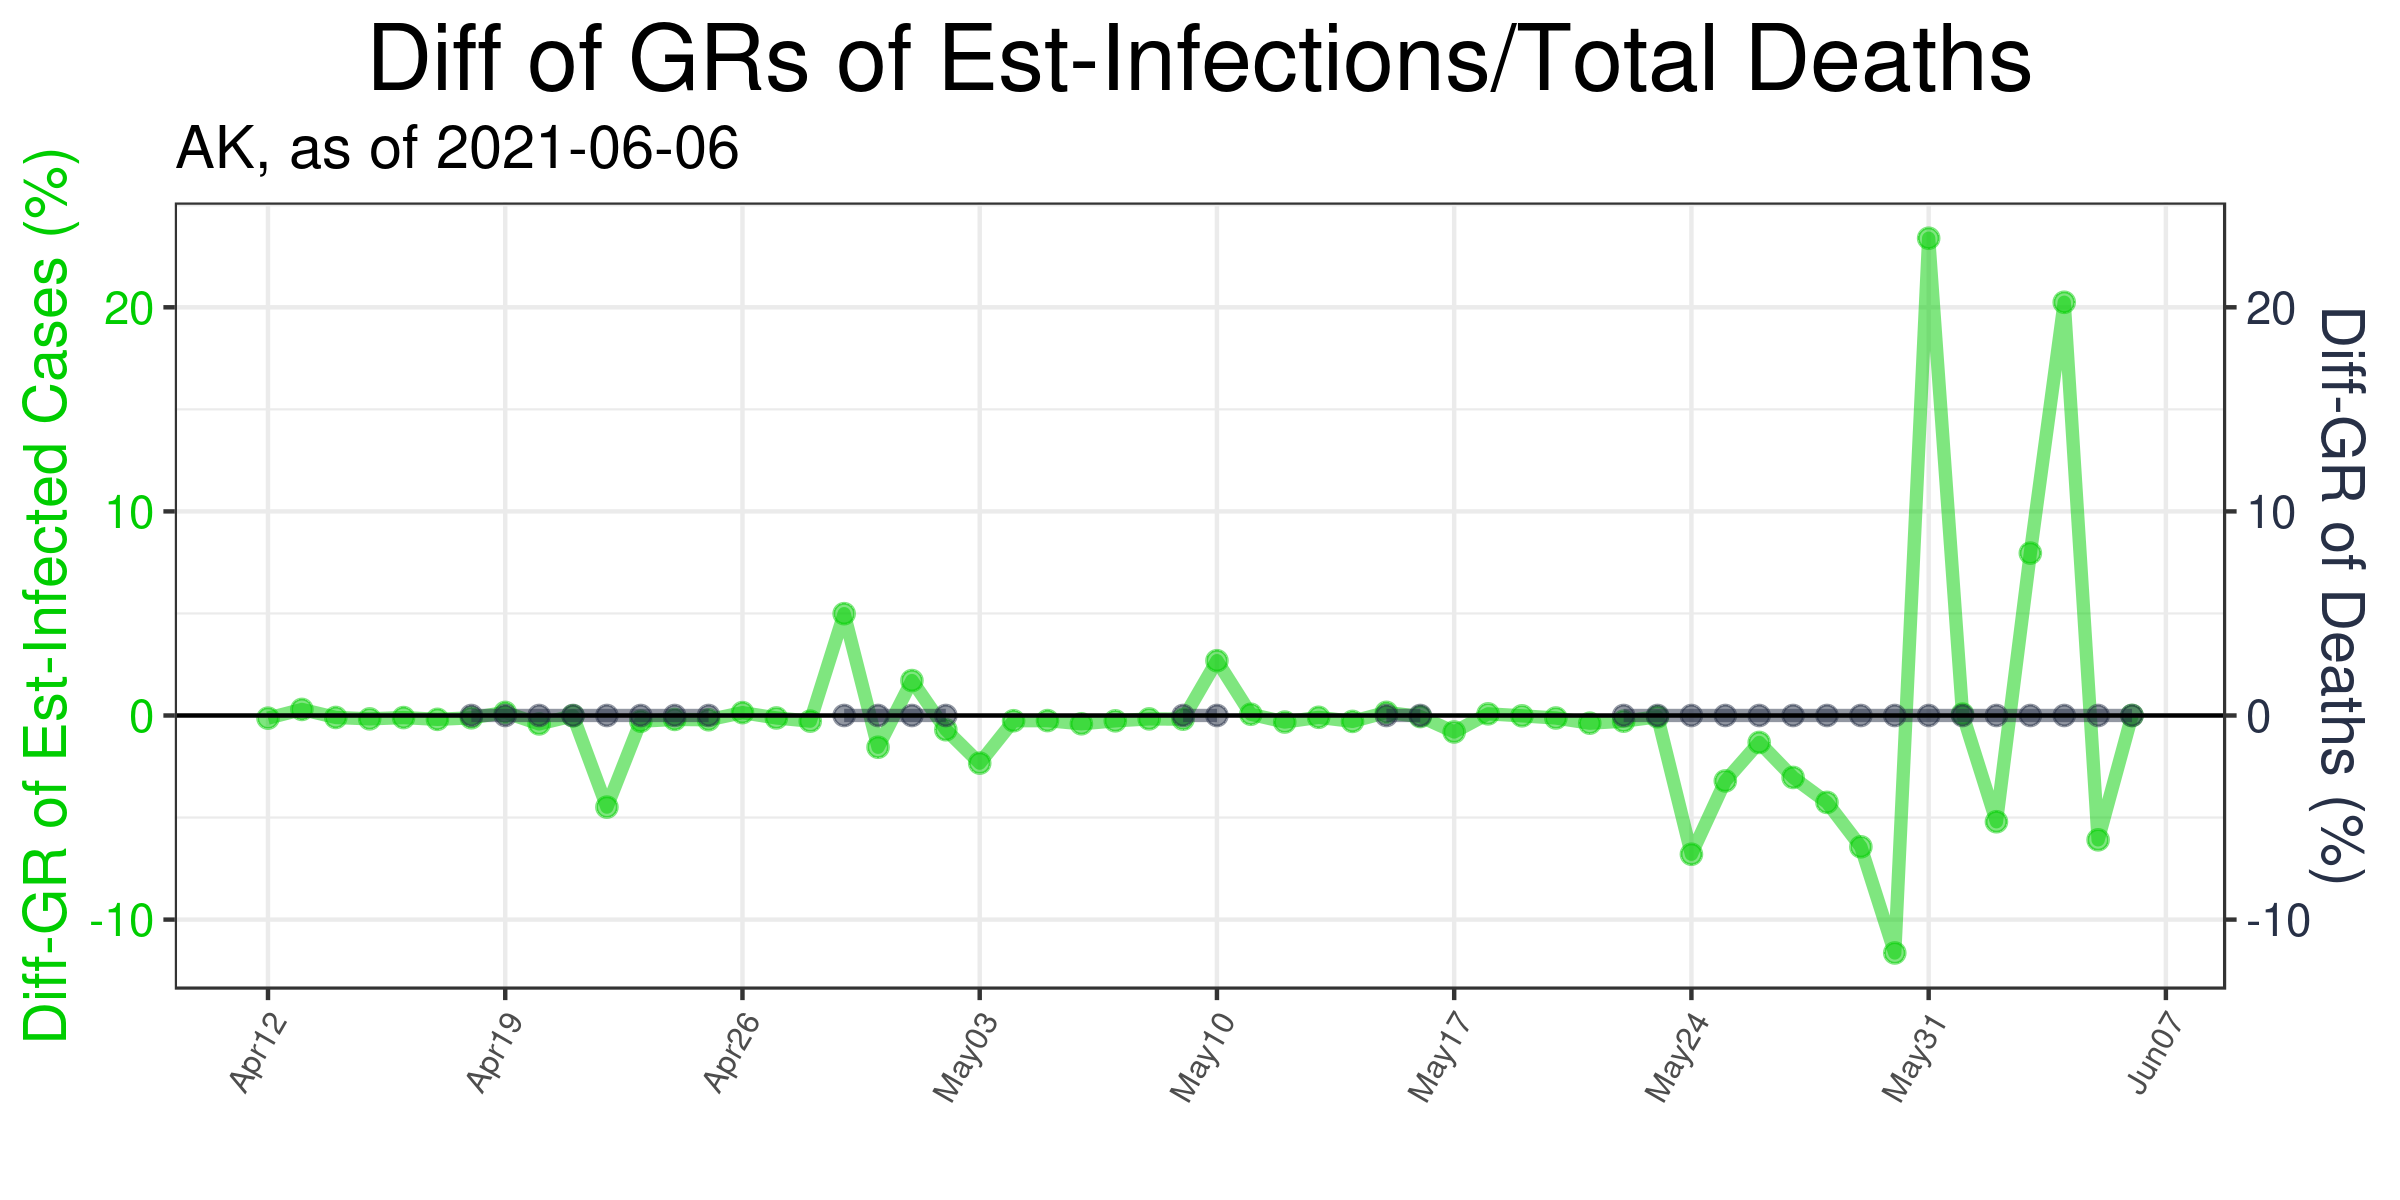 Diff of GRs of Est-Infections/Total Deaths
AK, as of 2021-06-06
Diff-GR of Est-Infected Cases (%)
20
10
0
-10
20
10
0
-10
Diff-GR of Deaths (%)
Apr12
Apr19
Apr26
May03
May10
May17
May24
May31
Jun07